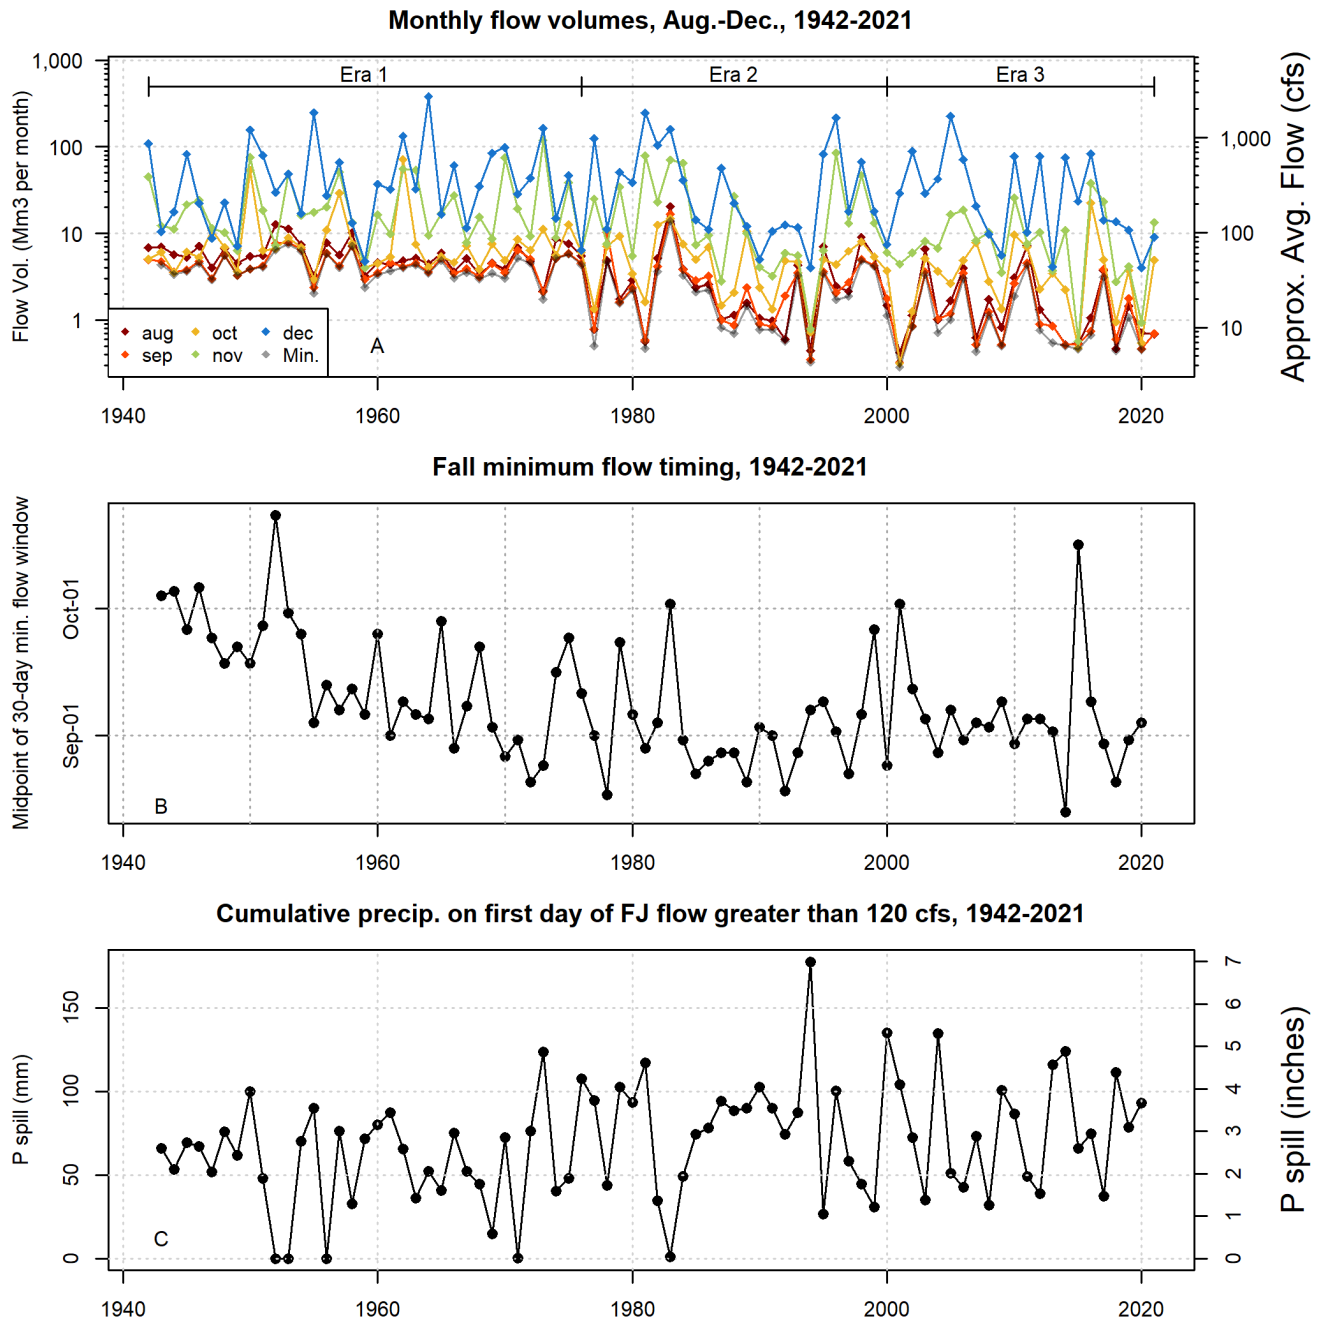 Monthly flow volumes, Aug.-Dec., 1942-2021
Flow Vol. (Mm3 per month)
1,000
100
10
1
Era 1
Era 2
Era 3
1,000
100
10
Approx. Avg. Flow (cfs)
aug oct dec
sep nov Min.
A
1940 1960 1980 2000 2020
Fall minimum flow timing, 1942-2021
Midpoint of 30-day min. flow window
Oct-01
Sep-01
B
1940 1960 1980 2000 2020
Cumulative precip. on first day of FJ flow greater than 120 cfs, 1942-2021
P spill (mm)
150
100
50
0
C
7
6
5
4
3
2
1
0
P spill (inches)
1940 1960 1980 2000 2020